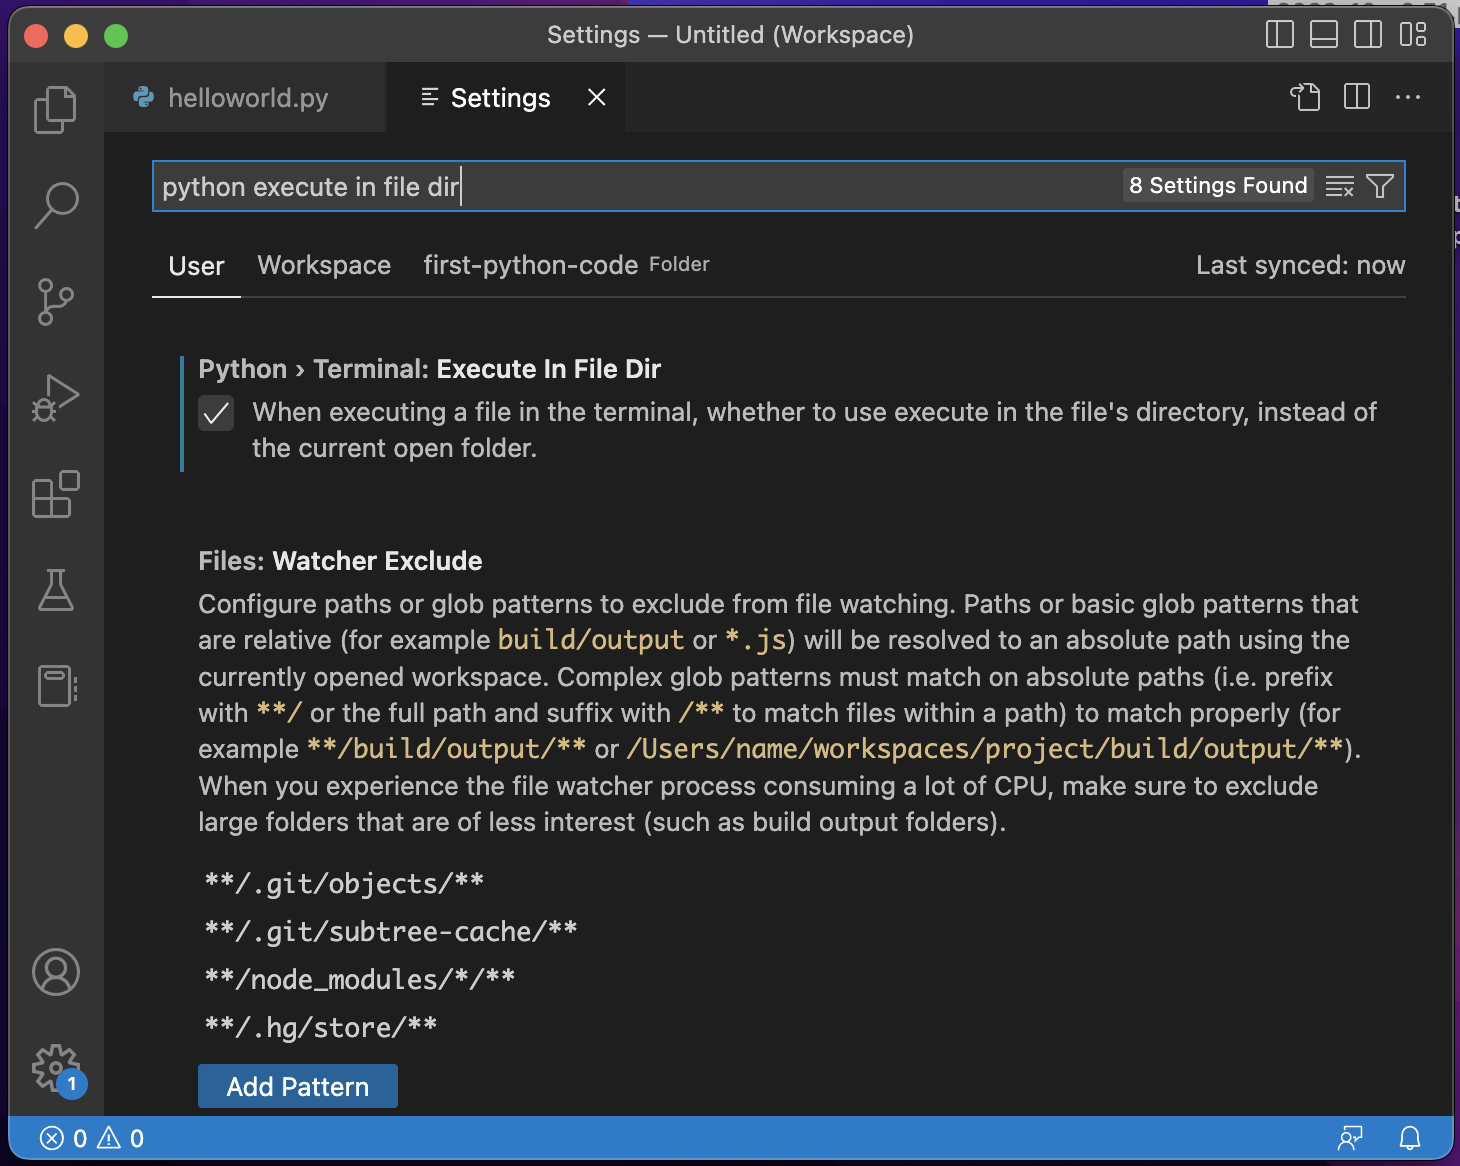 Settings — Untitled (Workspace)
helloworld.py
Settings
python execute in file dir
8 Settings Found
User Workspace first-python-code Folder
Last synced: now
Python › Terminal: Execute In File Dir
When executing a file in the terminal, whether to use execute in the file's directory, instead of
the current open folder.
Files: Watcher Exclude
Configure paths or glob patterns to exclude from file watching. Paths or basic glob patterns that
are relative (for example build/output or *.js) will be resolved to an absolute path using the
currently opened workspace. Complex glob patterns must match on absolute paths (i.e. prefix
with **/ or the full path and suffix with /** to match files within a path) to match properly (for
example **/build/output/** or /Users/name/workspaces/project/build/output/**).
When you experience the file watcher process consuming a lot of CPU, make sure to exclude
large folders that are of less interest (such as build output folders).
**/.git/objects/**
**/.git/subtree-cache/**
**/node_modules/*/**
**/.hg/store/**
Add Pattern
1
0 0